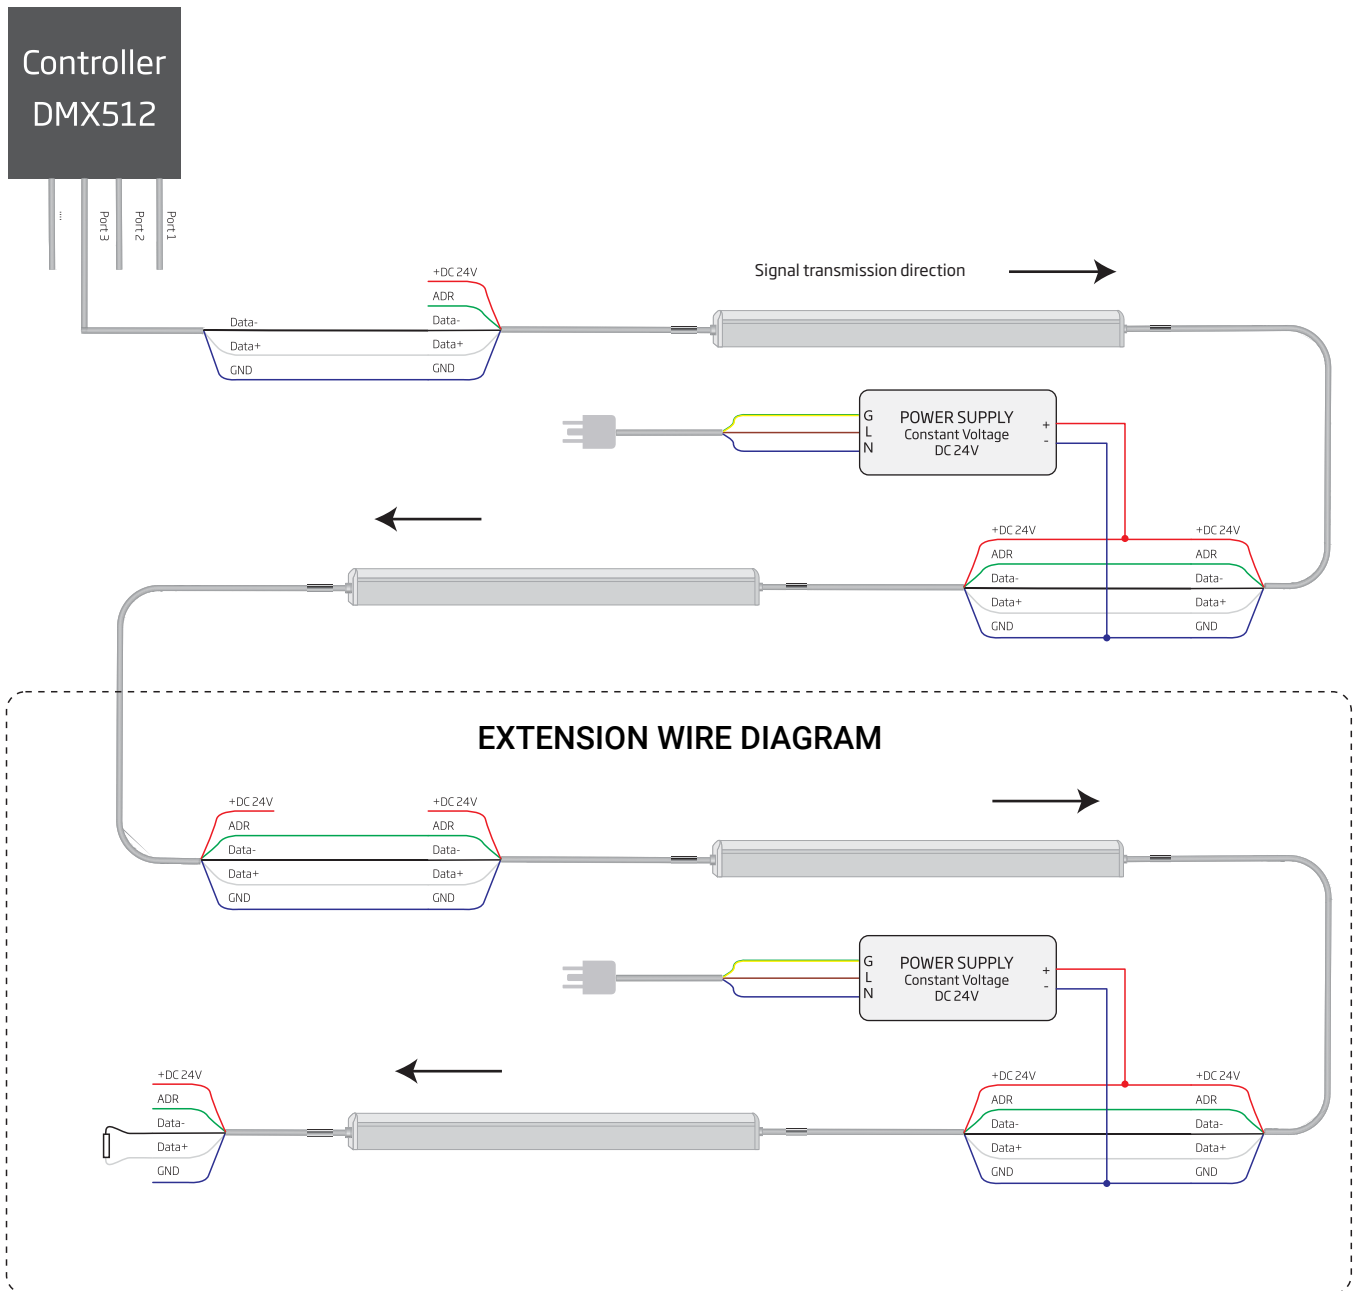 Controller
DMX512
....
Port 3
Port 2
Port 1
Signal transmission direction
+DC 24V
ADR
Data-
Data-
Data+
Data+
GND
GND
G
L
N
POWER SUPPLY
Constant Voltage
DC 24V
+
-
+DC 24V
+DC 24V
ADR
ADR
Data-
Data-
Data+
Data+
GND
GND
EXTENSION WIRE DIAGRAM
+DC 24V
+DC 24V
ADR
ADR
Data-
Data-
Data+
Data+
GND
GND
G
L
N
POWER SUPPLY
Constant Voltage
DC 24V
+
-
+DC 24V
ADR
Data-
Data+
GND
+DC 24V
+DC 24V
ADR
ADR
Data-
Data-
Data+
Data+
GND
GND